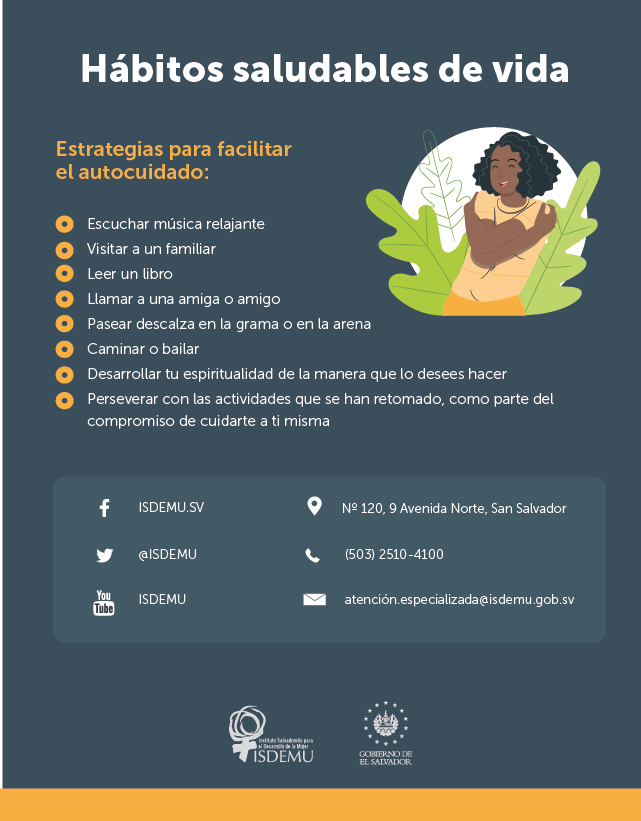 Hábitos saludables de vida
Estrategias para facilitar
el autocuidado:
Escuchar música relajante
Visitar a un familiar
Leer un libro
Llamar a una amiga o amigo
Pasear descalza en la grama o en la arena
Caminar o bailar
Desarrollar tu espiritualidad de la manera que lo desees hacer
Perseverar con las actividades que se han retomado, como parte del
compromiso de cuidarte a ti misma
ISDEMU.SV
Nº 120, 9 Avenida Norte, San Salvador
@ISDEMU
(503) 2510-4100
You
Tube
ISDEMU
atención.especializada@isdemu.gob.sv
Instituto Salvadoreño para
el Desarrollo de la Mujer
ISDEMU
GOBIERNO DE
EL SALVADOR